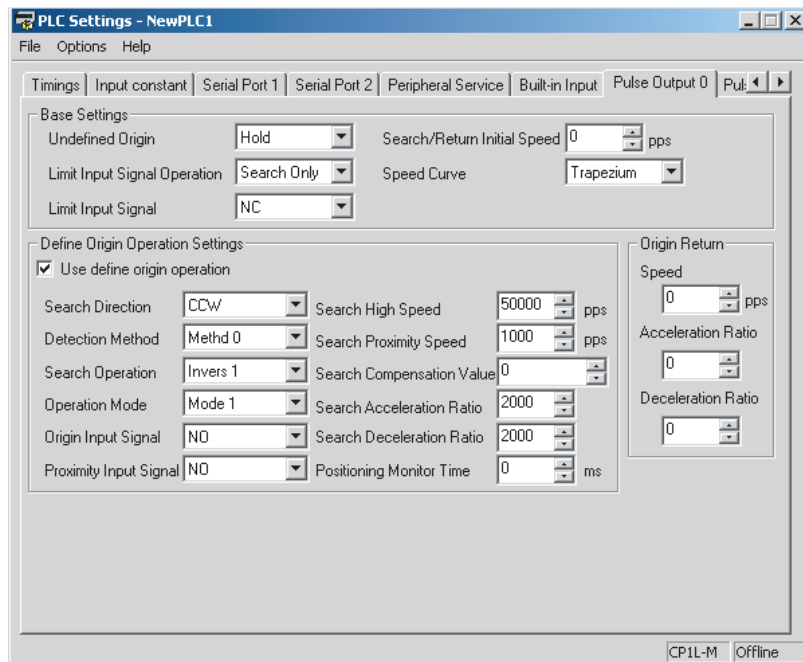 PLC Settings - NewPLC1
File Options Help
Timings Input constant Serial Port 1 Serial Port 2 Peripheral Service Built-in Input Pulse Output 0
Base Settings
Undefined Origin Hold Search/Return Initial Speed 0 pps
Limit Input Signal Operation Search Only Speed Curve Trapezium
Limit Input Signal NC
Define Origin Operation Settings
Use define origin operation
Search Direction CCW Search High Speed 50000 pps
Detection Method Methd 0 Search Proximity Speed 1000 pps
Search Operation Invers 1 Search Compensation Value 0
Operation Mode Mode 1 Search Acceleration Ratio 2000
Origin Input Signal NO Search Deceleration Ratio 2000
Proximity Input Signal NO Positioning Monitor Time 0 ms
Origin Return
Speed
0 pps
Acceleration Ratio
0
Deceleration Ratio
0
CP1L-M Offline